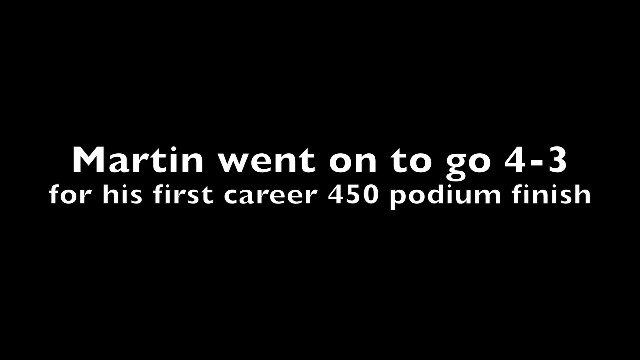 Martin went on to go 4-3
for his first career 450 podium finish